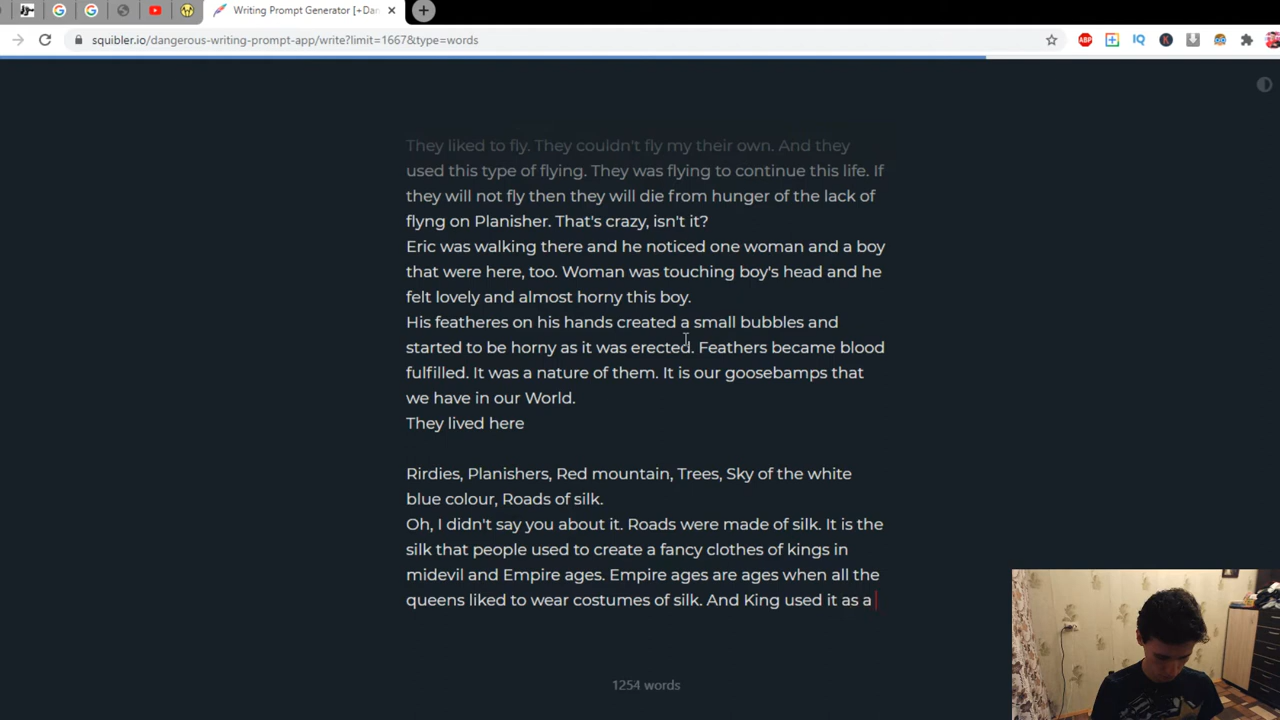 Writing Prompt Generator [+Dan
squibler.io/dangerous-writing-prompt-app/write?limit=1667&type=words
ABP
IQ
K
They liked to fly. They couldn't fly my their own. And they
used this type of flying. They was flying to continue this life. If
they will not fly then they will die from hunger of the lack of
flyng on Planisher. That's crazy, isn't it?
Eric was walking there and he noticed one woman and a boy
that were here, too. Woman was touching boy's head and he
felt lovely and almost horny this boy.
His featheres on his hands created a small bubbles and
started to be horny as it was erected. Feathers became blood
fulfilled. It was a nature of them. It is our goosebamps that
we have in our World.
They lived here
Rirdies, Planishers, Red mountain, Trees, Sky of the white
blue colour, Roads of silk.
Oh, I didn't say you about it. Roads were made of silk. It is the
silk that people used to create a fancy clothes of kings in
midevil and Empire ages. Empire ages are ages when all the
queens liked to wear costumes of silk. And King used it as a
1254 words